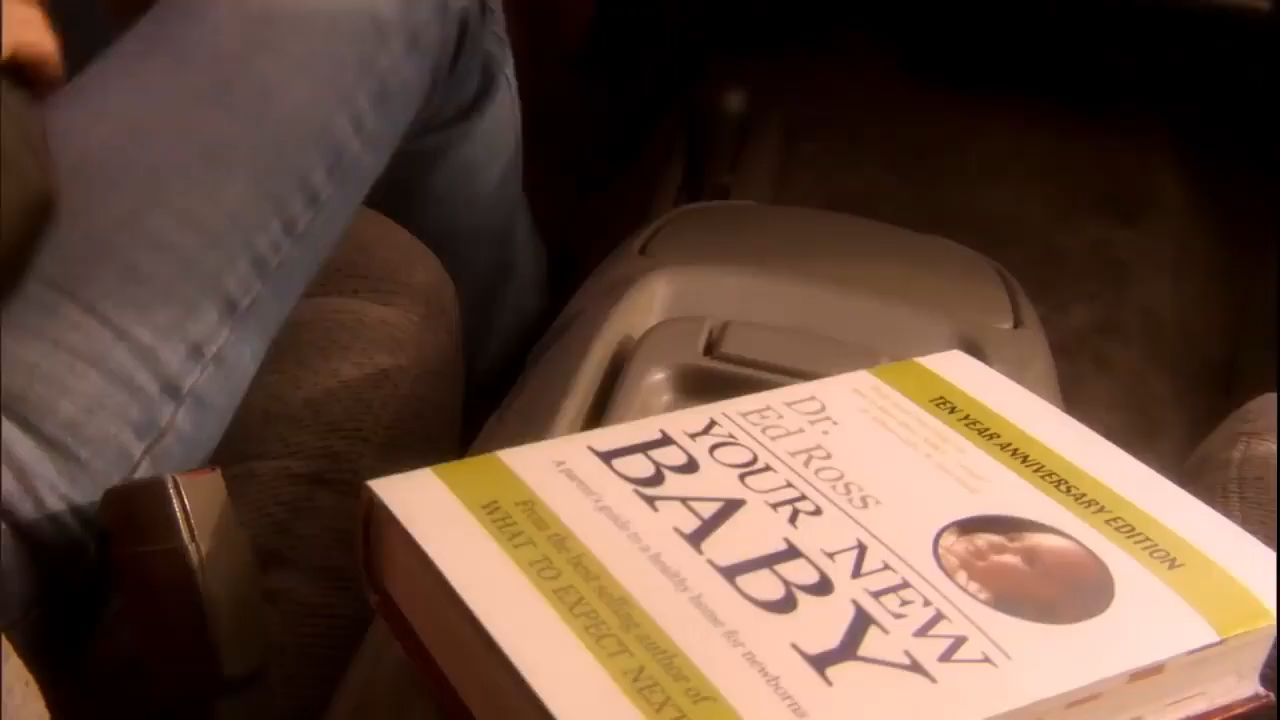 TEN YEAR ANNIVERSARY EDITION
Dr.
Ed Ross
YOUR NEW
BABY
A parent's guide to a healthy home for newborns
From the best selling author of
WHAT TO EXPECT NEXT